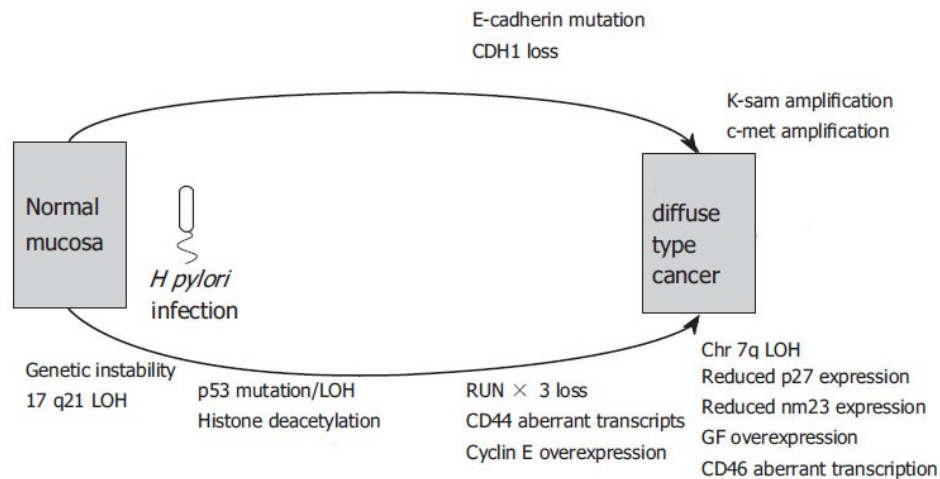 E-cadherin mutation
CDH1 loss
K-sam amplification
c-met amplification
Normal
mucosa
H pylori
infection
diffuse
type
cancer
Genetic instability
17 q21 LOH
p53 mutation/LOH
Histone deacetylation
RUN × 3 loss
CD44 aberrant transcripts
Cyclin E overexpression
Chr 7q LOH
Reduced p27 expression
Reduced nm23 expression
GF overexpression
CD46 aberrant transcription